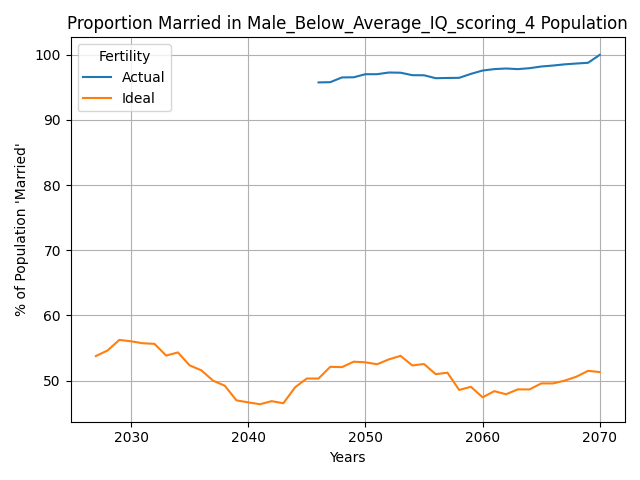 Proportion Married in Male_Below_Average_IQ_scoring_4 Population
Fertility
Actual
Ideal
% of Population 'Married'
100
90
80
70
60
50
2030
2040
2050
2060
2070
Years